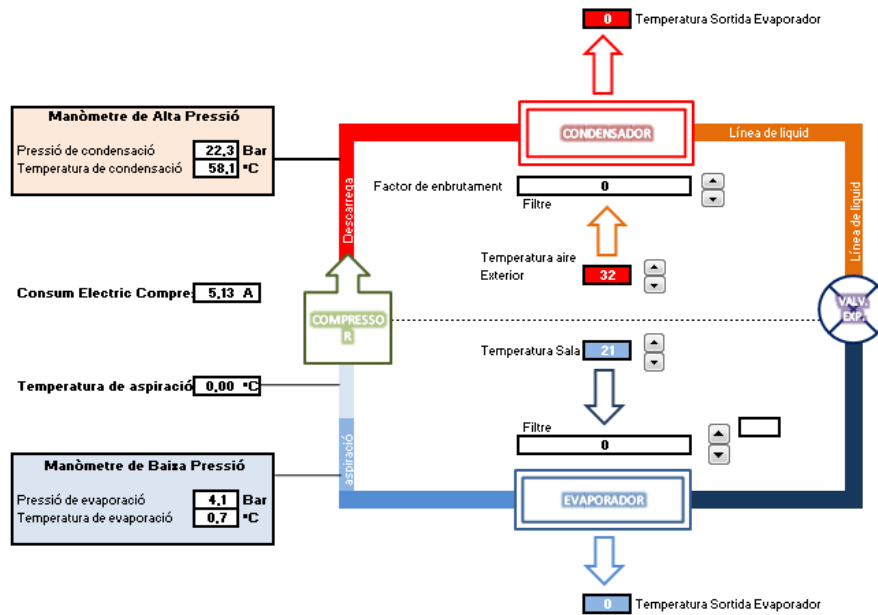 0 Temperatura Sortida Evaporador
Manòmetre de Alta Pressió
Pressió de condensació 22,3 Bar
Temperatura de condensació 58,1 ºC
CONDENSADOR
Línea de liquid
Descarrega
Línea de liquid
Factor de enbrutament 0
Filtre
Temperatura aire
Exterior 32
Consum Electric Compre: 5,13 A
COMPRESSO
R
VALV.
EXP.
Temperatura Sala 21
Temperatura de aspiració 0,00 ºC
aspiració
Filtre
0
Manòmetre de Baixa Pressió
Pressió de evaporació 4,1 Bar
Temperatura de evaporació 0,7 ºC
EVAPORADOR
0 Temperatura Sortida Evaporador